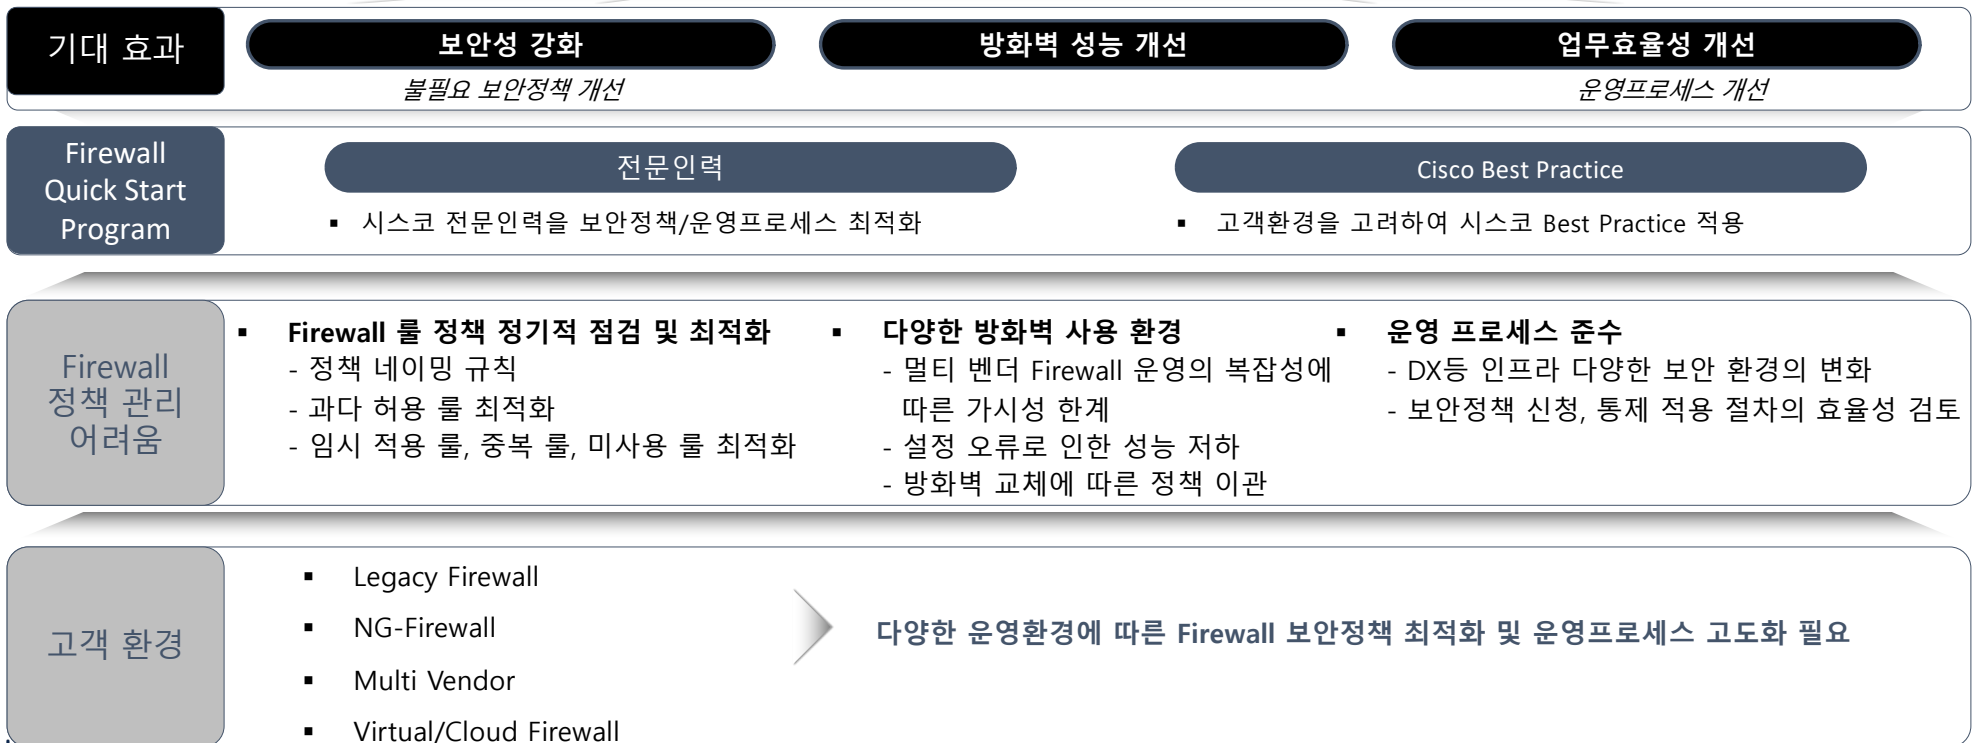 기대 효과
보안성 강화
방화벽 성능 개선
업무효율성 개선
불필요 보안정책 개선
운영프로세스 개선
Firewall
Quick Start
Program
전문인력
Cisco Best Practice
▪ 시스코 전문인력을 보안정책/운영프로세스 최적화
▪ 고객환경을 고려하여 시스코 Best Practice 적용
Firewall
정책 관리
어려움
▪ Firewall 룰 정책 정기적 점검 및 최적화
- 정책 네이밍 규칙
- 과다 허용 룰 최적화
- 임시 적용 룰, 중복 룰, 미사용 룰 최적화
▪ 다양한 방화벽 사용 환경
- 멀티 벤더 Firewall 운영의 복잡성에
따른 가시성 한계
- 설정 오류로 인한 성능 저하
- 방화벽 교체에 따른 정책 이관
▪ 운영 프로세스 준수
- DX등 인프라 다양한 보안 환경의 변화
- 보안정책 신청, 통제 적용 절차의 효율성 검토
고객 환경
▪ Legacy Firewall
▪ NG-Firewall
▪ Multi Vendor
▪ Virtual/Cloud Firewall
다양한 운영환경에 따른 Firewall 보안정책 최적화 및 운영프로세스 고도화 필요